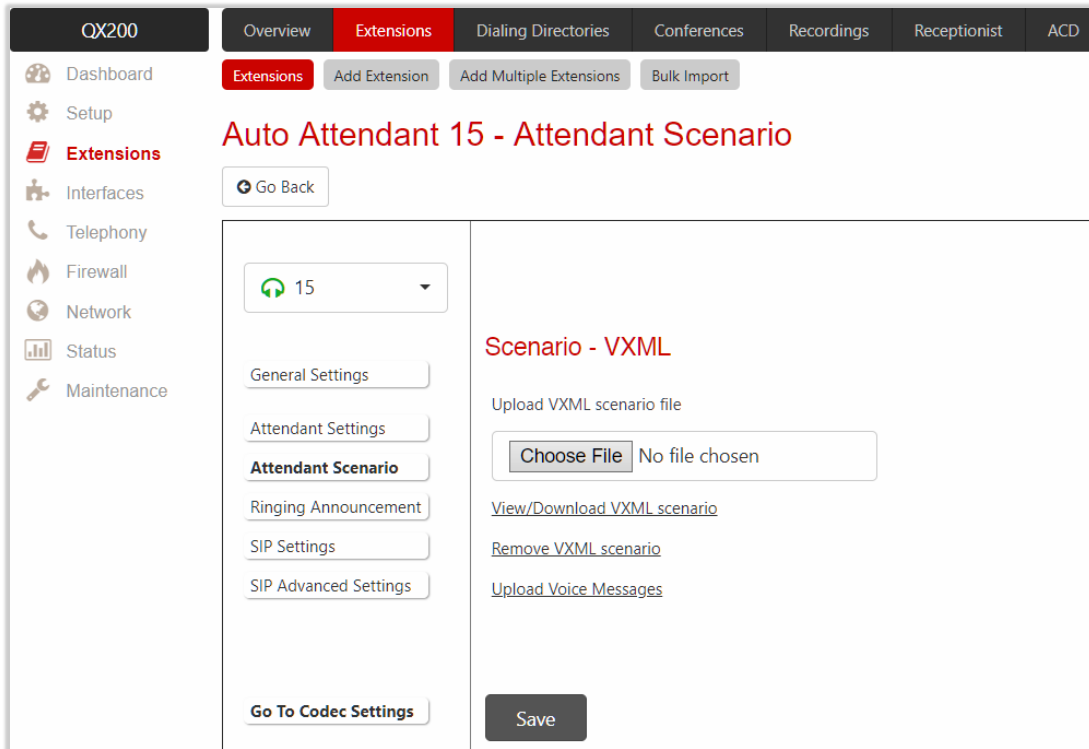 QX200
Overview Extensions Dialing Directories Conferences Recordings Receptionist ACD
Dashboard
Setup
Extensions
Interfaces
Telephony
Firewall
Network
Status
Maintenance
Extensions Add Extension Add Multiple Extensions Bulk Import
Auto Attendant 15 - Attendant Scenario
Go Back
15
General Settings
Attendant Settings
Attendant Scenario
Ringing Announcement
SIP Settings
SIP Advanced Settings
Go To Codec Settings
Scenario - VXML
Upload VXML scenario file
Choose File No file chosen
View/Download VXML scenario
Remove VXML scenario
Upload Voice Messages
Save